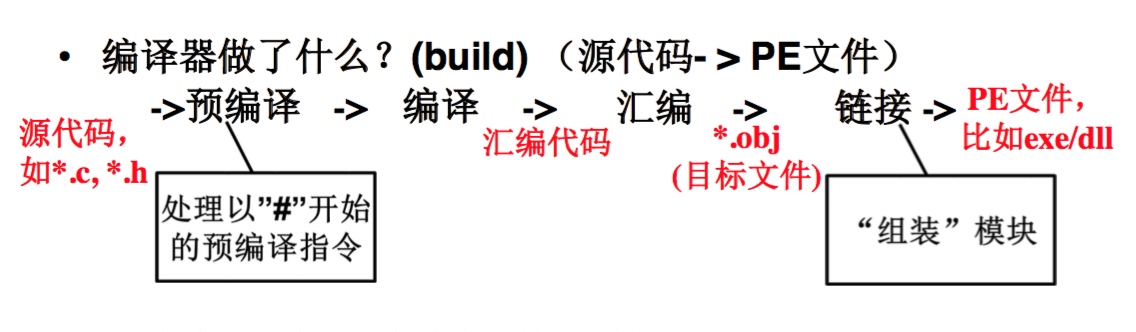 • 编译器做了什么？(build) （源代码- > PE文件）
->预编译 -> 编译 -> 汇编 -> 链接 ->
源代码，
如*.c, *.h
汇编代码
*.obj
(目标文件)
PE文件，
比如exe/dll
处理以”#”开始
的预编译指令
“组装”模块